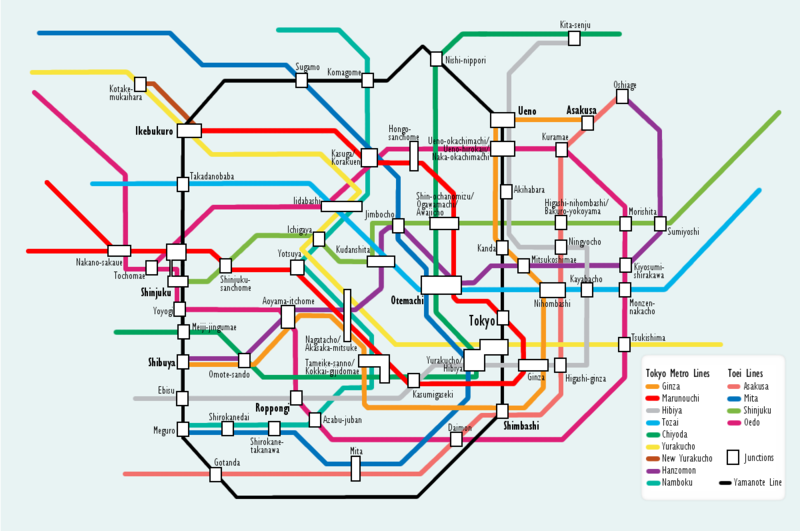 Kita-senju
Nishi-nippori
Sugamo
Komagome
Kotake-
mukaihara
Oshiage
Ueno
Asakusa
Ikebukuro
Hongo-
sanchome
Kasuga/
Korakuen
Ueno-okachimachi/
Ueno-hirokoji/
Naka-okachimachi
Kuramae
Takadanobaba
Akihabara
Iidabashi
Shin-ochanomizu/
Ogawamachi/
Awajicho
Higashi-nihombashi/
Bakuro-yokoyama
Morishita
Jimbocho
Sumiyoshi
Ichigaya
Kudanshita
Kanda
Ningyocho
Nakano-sakaue
Yotsuya
Mitsukoshimae
Kiyosumi-
shirakawa
Tochomae
Shinjuku-
sanchome
Kayabacho
Shinjuku
Otemachi
Nihombashi
Aoyama-itchome
Monzen-
nakacho
Yoyogi
Tokyo
Meiji-jingumae
Nagatacho/
Akasaka-mitsuke
Tsukishima
Shibuya
Tameike-sanno/
Kokkai-gijidomae
Yurakucho/
Hibiya
Omote-sando
Ginza
Higashi-ginza
Kasumigaseki
Ebisu
Roppongi
Shimbashi
Azabu-juban
Shirokanedai
Meguro
Daimon
Shirokane-
takanawa
Mita
Gotanda
Tokyo Metro Lines
Ginza
Marunouchi
Hibiya
Tozai
Chiyoda
Yurakucho
New Yurakucho
Hanzomon
Namboku
Toei Lines
Asakusa
Mita
Shinjuku
Oedo
Junctions
Yamanote Line